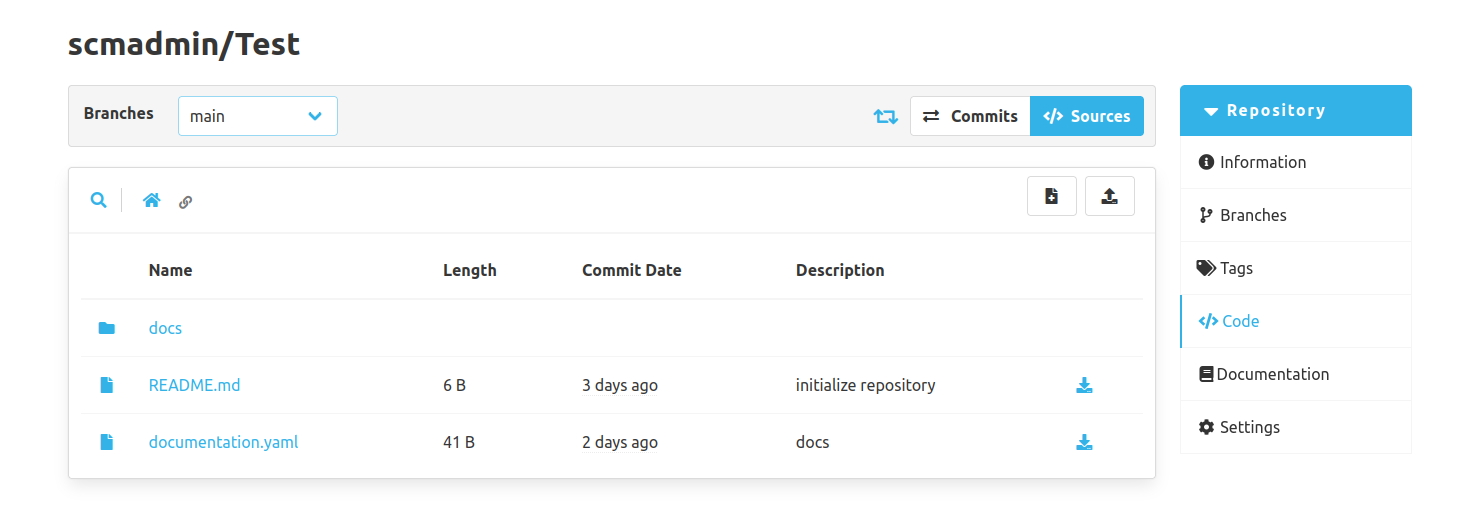 scmadmin/Test
Branches main Commits Sources
Name Length Commit Date Description
docs
README.md 6 B 3 days ago initialize repository
documentation.yaml 41 B 2 days ago docs
Repository
Information
Branches
Tags
Code
Documentation
Settings